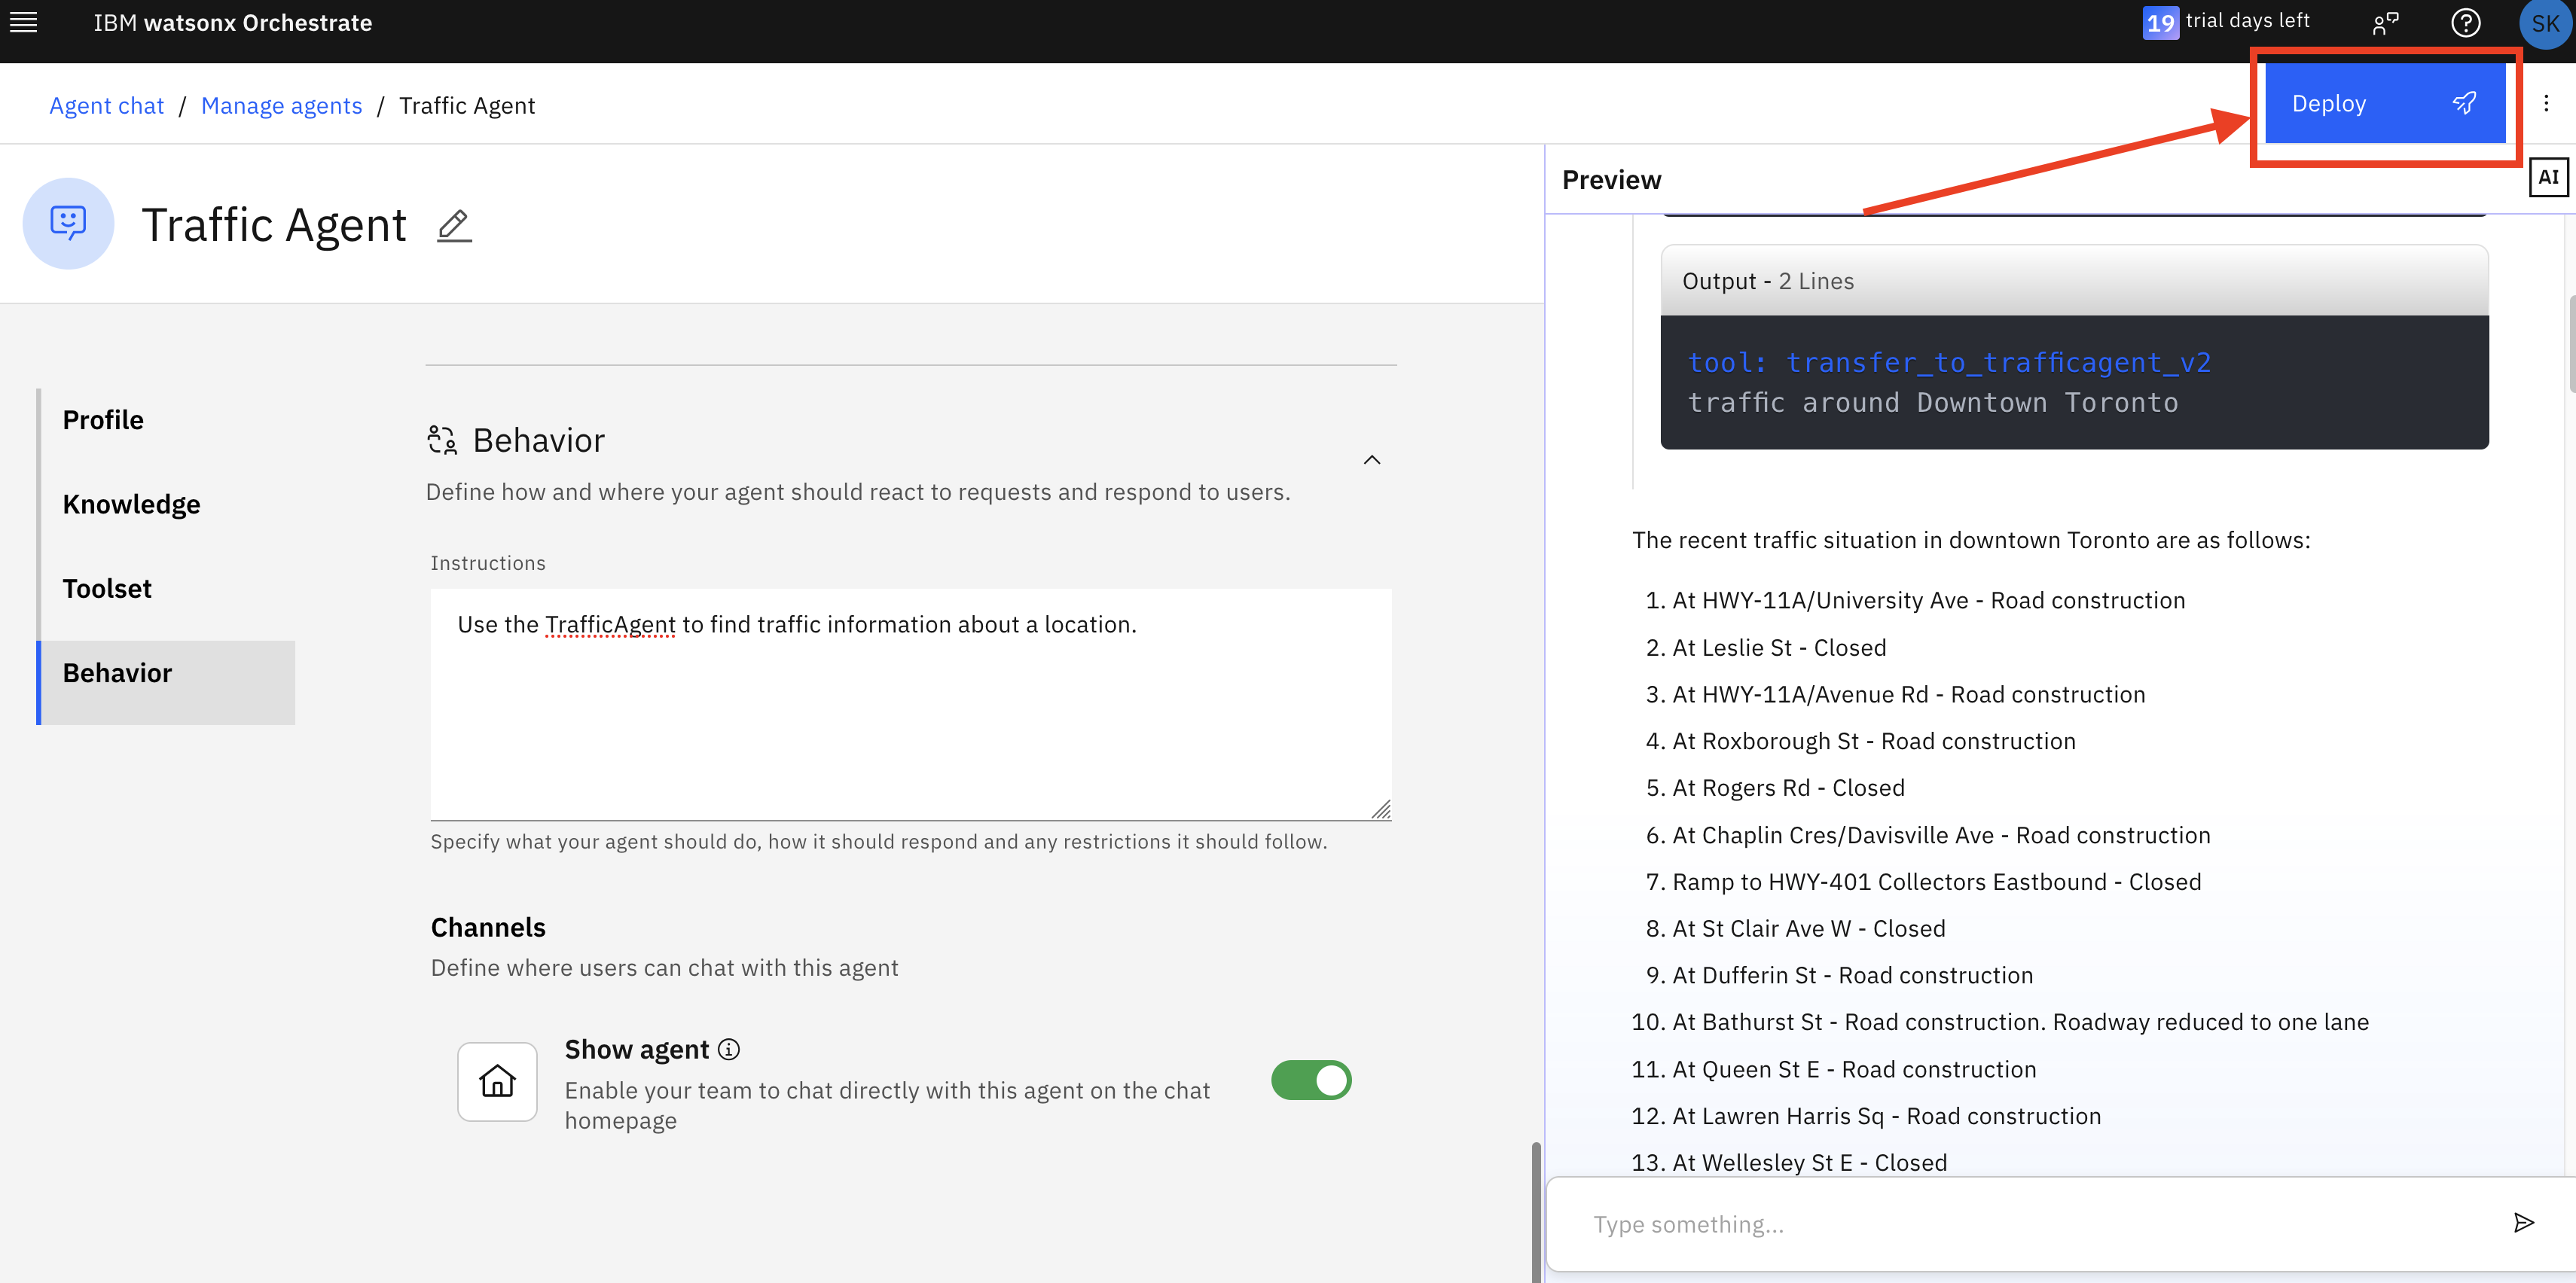 IBM watsonx Orchestrate
19 trial days left
SK
Agent chat / Manage agents / Traffic Agent
Deploy
Traffic Agent
Profile
Knowledge
Toolset
Behavior
Behavior
Define how and where your agent should react to requests and respond to users.
Instructions
Use the TrafficAgent to find traffic information about a location.
Specify what your agent should do, how it should respond and any restrictions it should follow.
Channels
Define where users can chat with this agent
Show agent
Enable your team to chat directly with this agent on the chat
homepage
Preview
AI
Output - 2 Lines
tool: transfer_to_trafficagent_v2
traffic around Downtown Toronto
The recent traffic situation in downtown Toronto are as follows:
1. At HWY-11A/University Ave - Road construction
2. At Leslie St - Closed
3. At HWY-11A/Avenue Rd - Road construction
4. At Roxborough St - Road construction
5. At Rogers Rd - Closed
6. At Chaplin Cres/Davisville Ave - Road construction
7. Ramp to HWY-401 Collectors Eastbound - Closed
8. At St Clair Ave W - Closed
9. At Dufferin St - Road construction
10. At Bathurst St - Road construction. Roadway reduced to one lane
11. At Queen St E - Road construction
12. At Lawren Harris Sq - Road construction
13. At Wellesley St E - Closed
Type something...